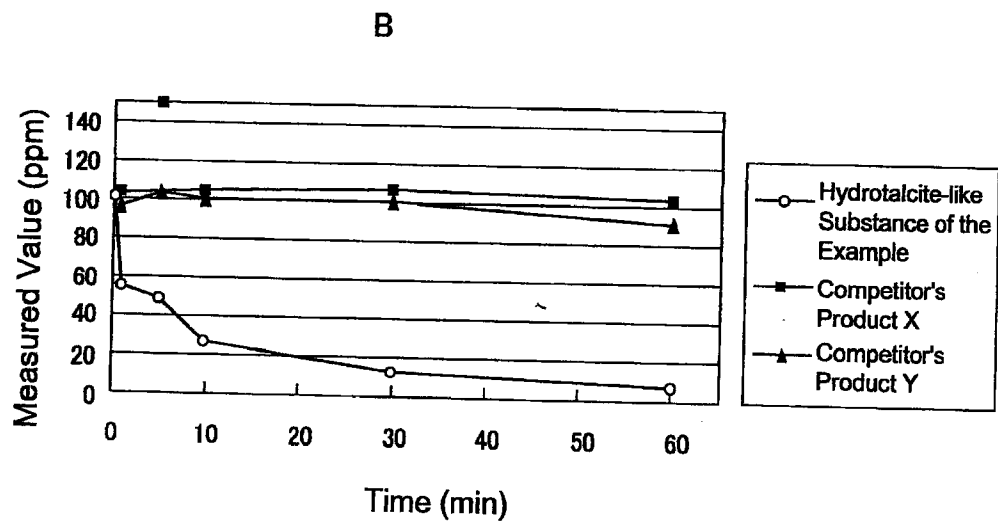 B
Measured Value (ppm)
140
120
100
80
60
40
20
0
0 10 20 30 40 50 60
Time (min)
Hydrotalcite-like
Substance of the
Example
Competitor's
Product X
Competitor's
Product Y